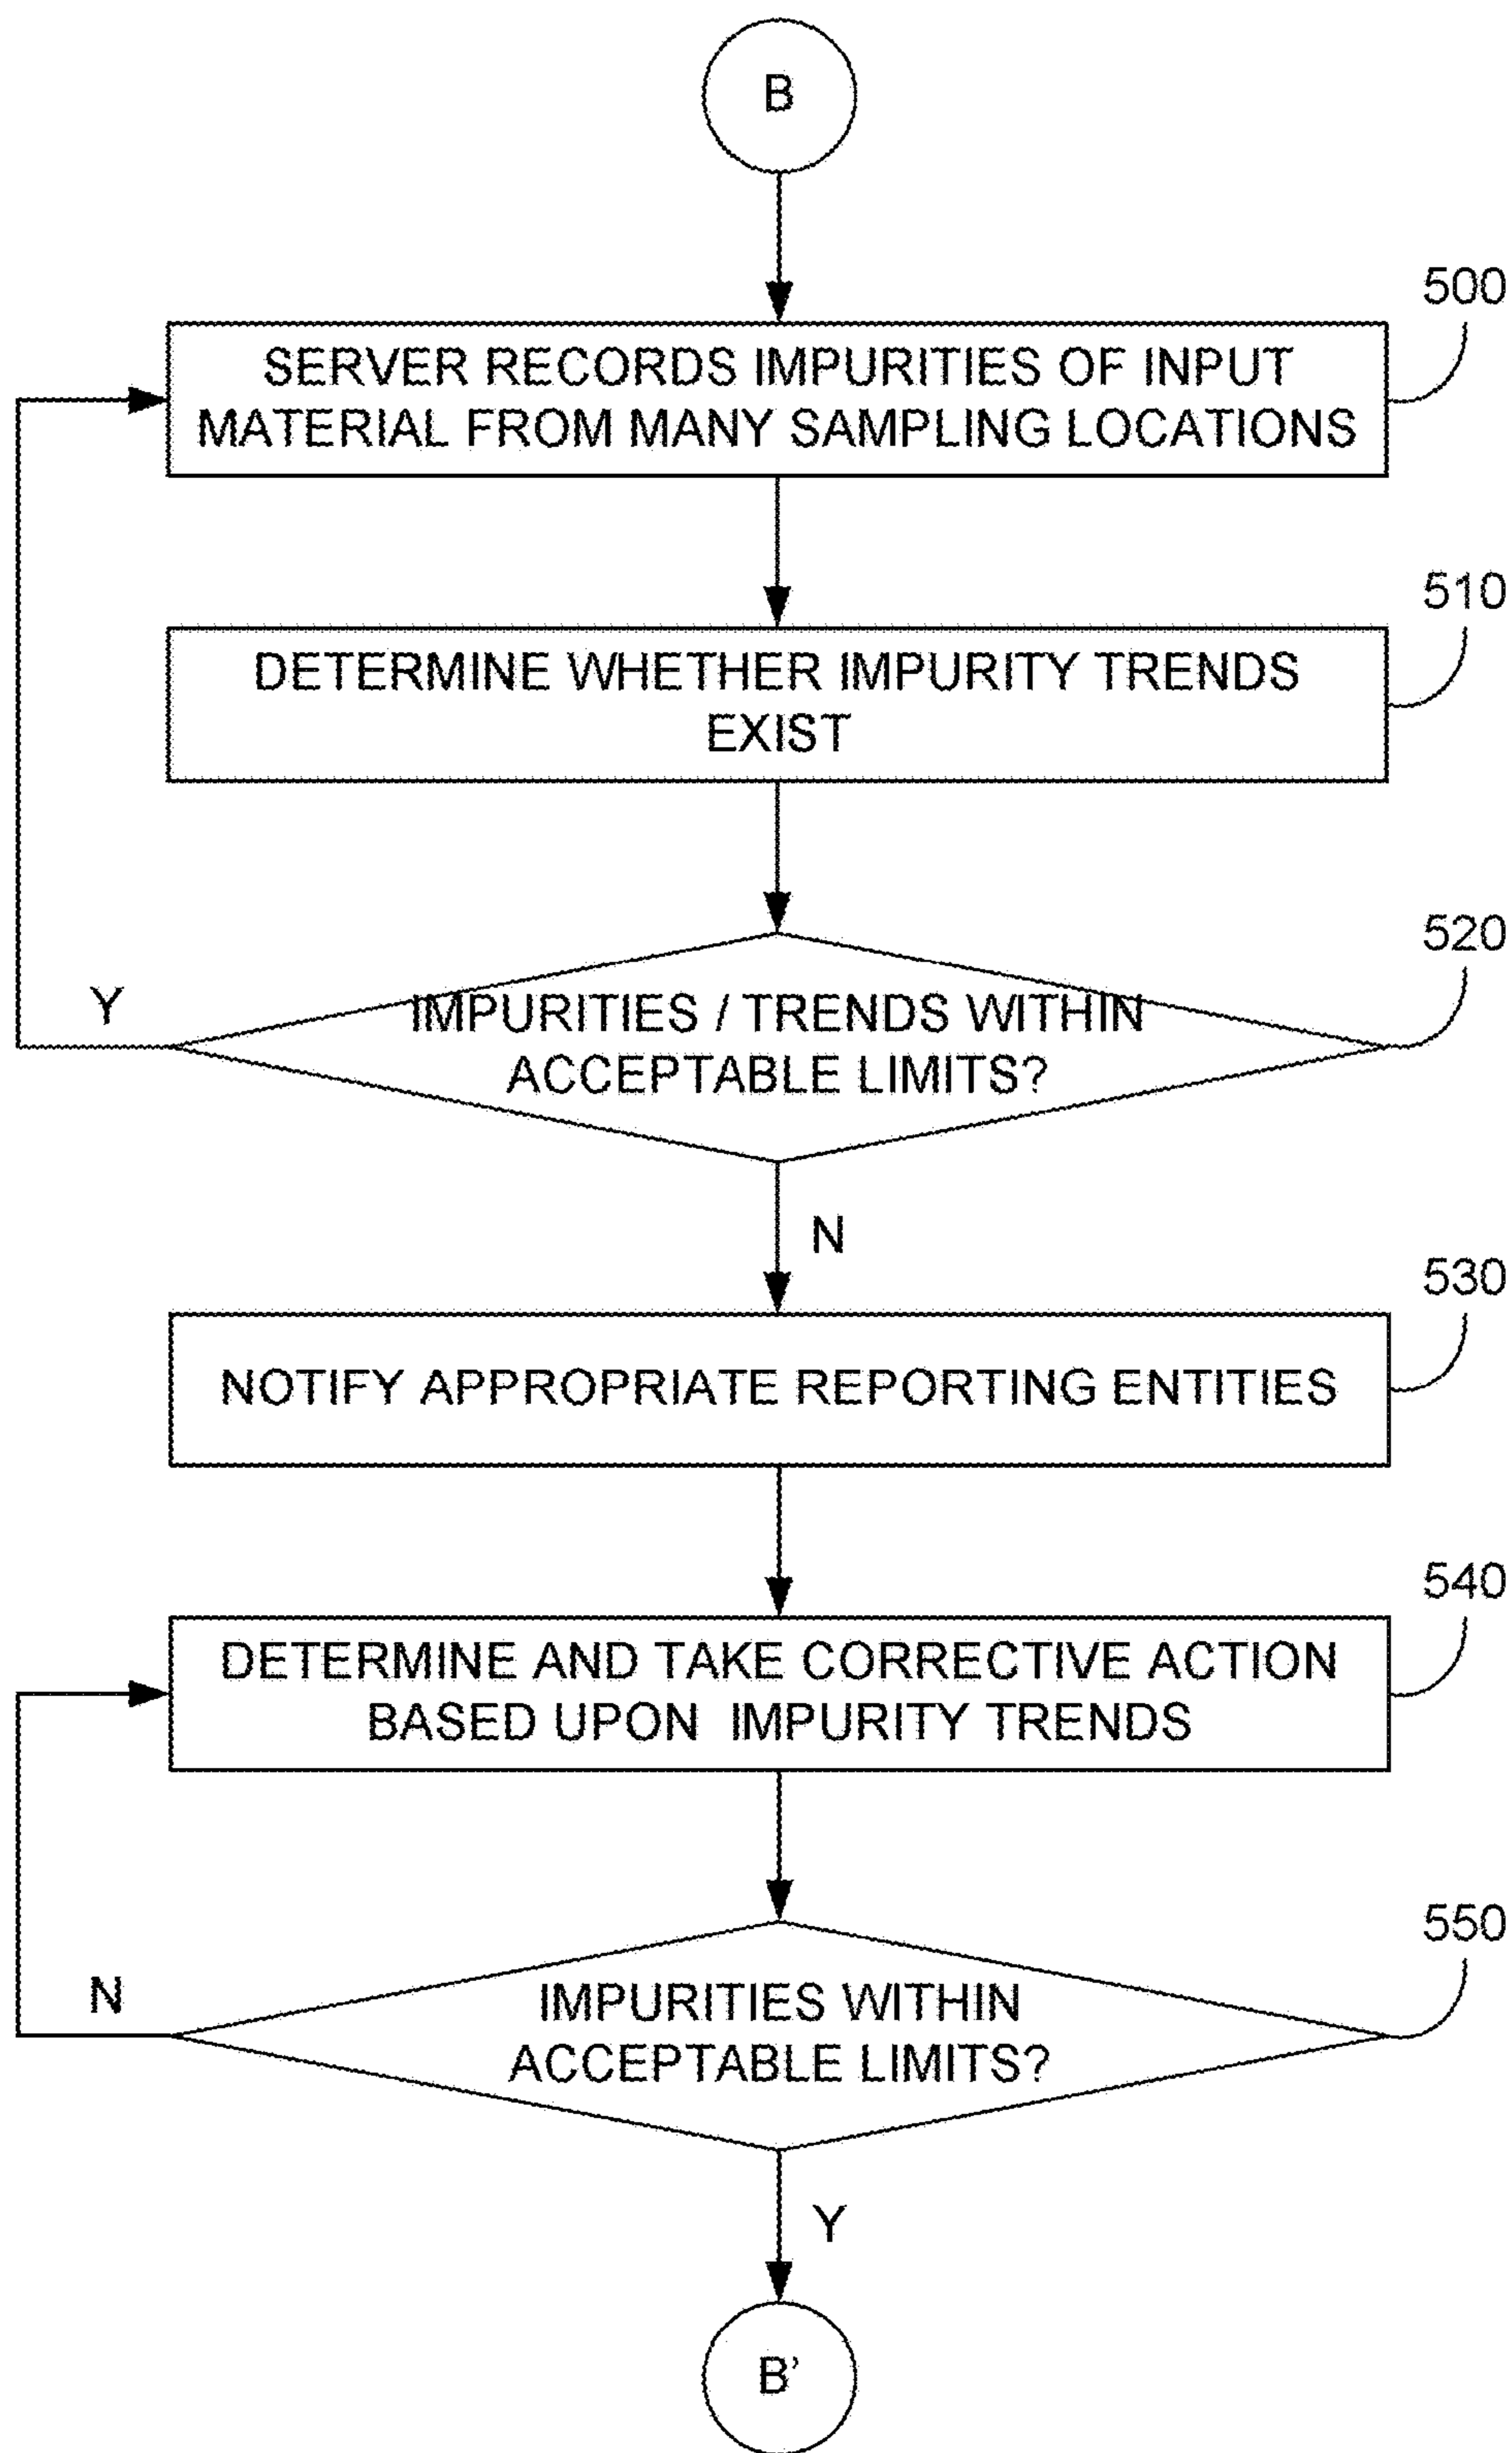 B
500
SERVER RECORDS IMPURITIES OF INPUT
MATERIAL FROM MANY SAMPLING LOCATIONS
510
DETERMINE WHETHER IMPURITY TRENDS
EXIST
520
Y
IMPURITIES / TRENDS WITHIN
ACCEPTABLE LIMITS?
N
530
NOTIFY APPROPRIATE REPORTING ENTITIES
540
DETERMINE AND TAKE CORRECTIVE ACTION
BASED UPON IMPURITY TRENDS
550
N
IMPURITIES WITHIN
ACCEPTABLE LIMITS?
Y
B'